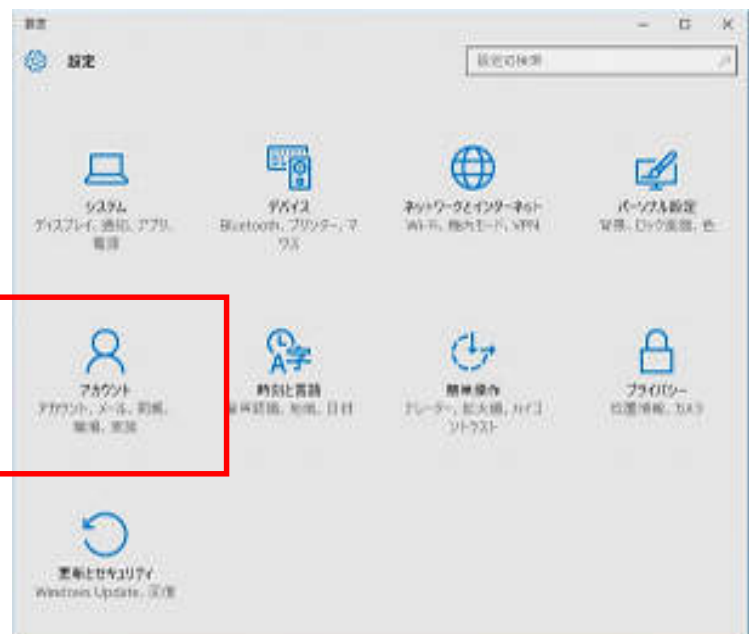 設定
設定
設定の検索
システム
ディスプレイ、通知、アプリ、
電源
デバイス
Bluetooth、プリンター、マ
ウス
ネットワークとインターネット
Wi-Fi、機内モード、VPN
パーソナル設定
背景、ロック画面、色
アカウント
アカウント、メール、同期、
職場、家族
時刻と言語
音声認識、地域、日付
簡単操作
ナレーター、拡大鏡、ハイコ
ントラスト
プライバシー
位置情報、カメラ
更新とセキュリティ
Windows Update、回復